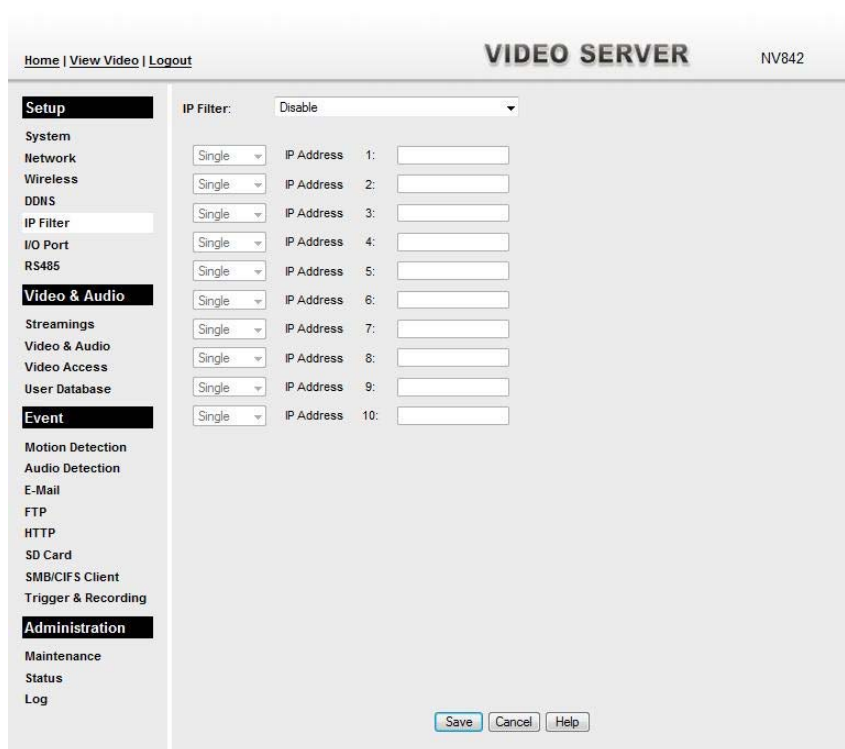 Home | View Video | Logout
VIDEO SERVER
NV842
Setup
System
Network
Wireless
DDNS
IP Filter
I/O Port
RS485
Video & Audio
Streamings
Video & Audio
Video Access
User Database
Event
Motion Detection
Audio Detection
E-Mail
FTP
HTTP
SD Card
SMB/CIFS Client
Trigger & Recording
Administration
Maintenance
Status
Log
IP Filter: Disable
Single IP Address 1:
Single IP Address 2:
Single IP Address 3:
Single IP Address 4:
Single IP Address 5:
Single IP Address 6:
Single IP Address 7:
Single IP Address 8:
Single IP Address 9:
Single IP Address 10:
Save Cancel Help